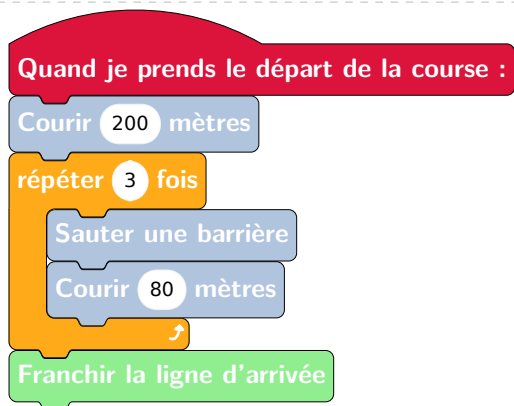 Quand je prends le départ de la course :
Courir 200 mètres
répéter 3 fois
Sauter une barrière
Courir 80 mètres
Franchir la ligne d'arrivée